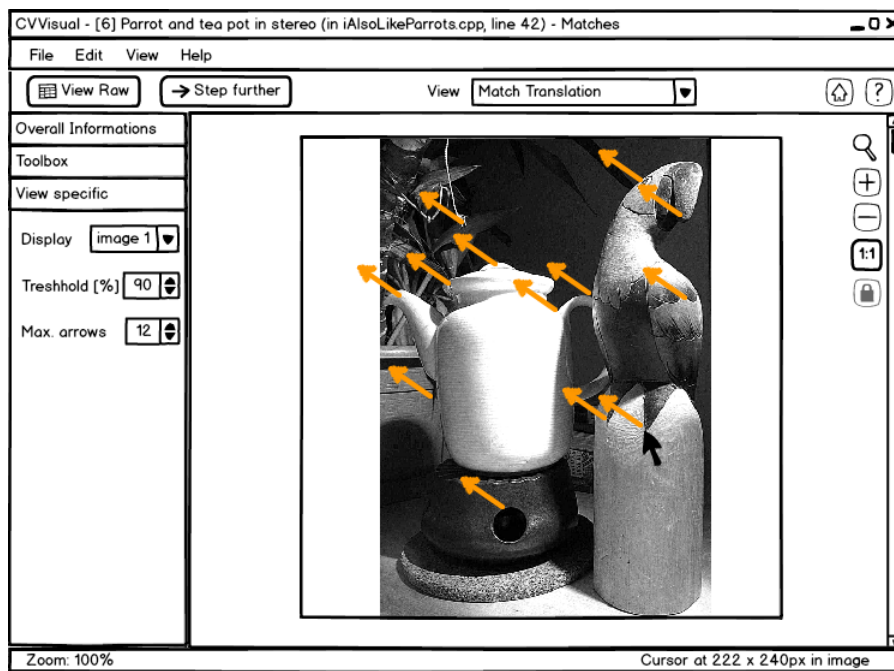 CVVisual - [6] Parrot and tea pot in stereo (in iAlsoLikeParrots.cpp, line 42) - Matches
File Edit View Help
View Raw Step further View Match Translation ?
Overall Informations
Toolbox
View specific
Display image 1
Treshhold [%] 90
Max. arrows 12
1:1
Zoom: 100% Cursor at 222 x 240px in image